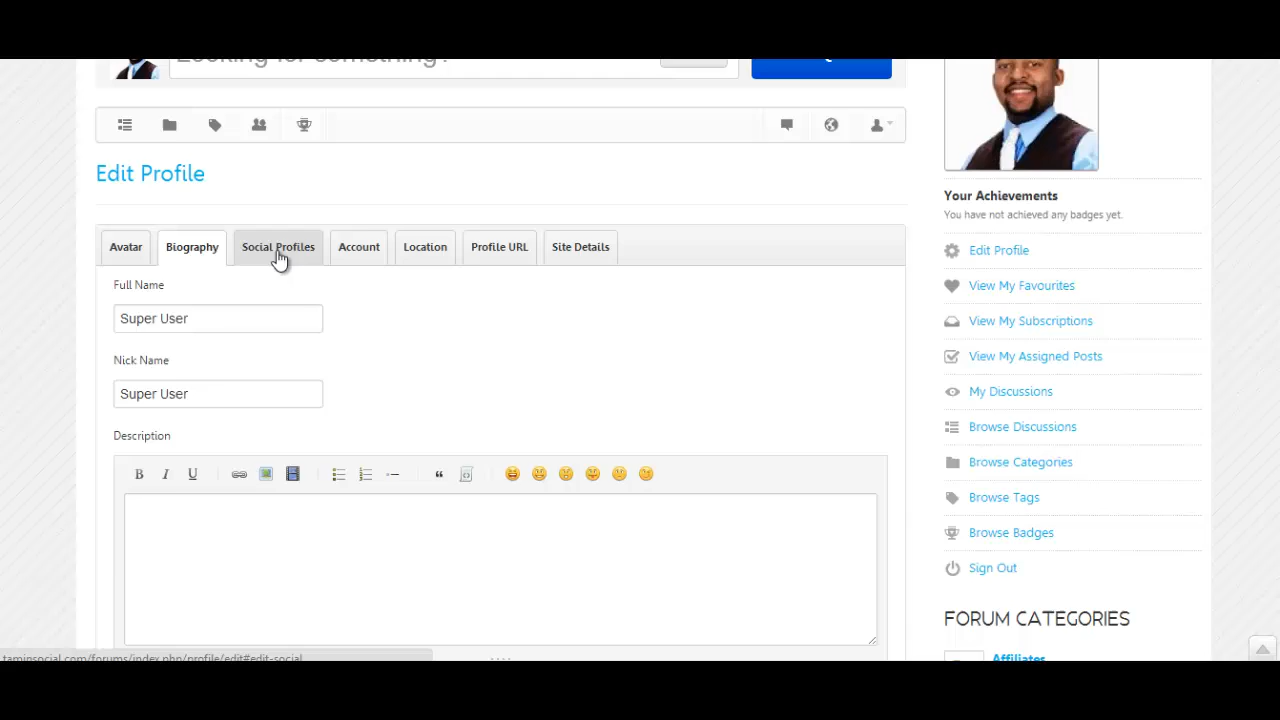 Looking for something?
Edit Profile
Avatar
Biography
Social Profiles
Account
Location
Profile URL
Site Details
Full Name
Super User
Nick Name
Super User
Description
B I U
Your Achievements
You have not achieved any badges yet.
Edit Profile
View My Favourites
View My Subscriptions
View My Assigned Posts
My Discussions
Browse Discussions
Browse Categories
Browse Tags
Browse Badges
Sign Out
FORUM CATEGORIES
Affiliates
taminsocial.com/forums/index.php/profile/edit#edit-social